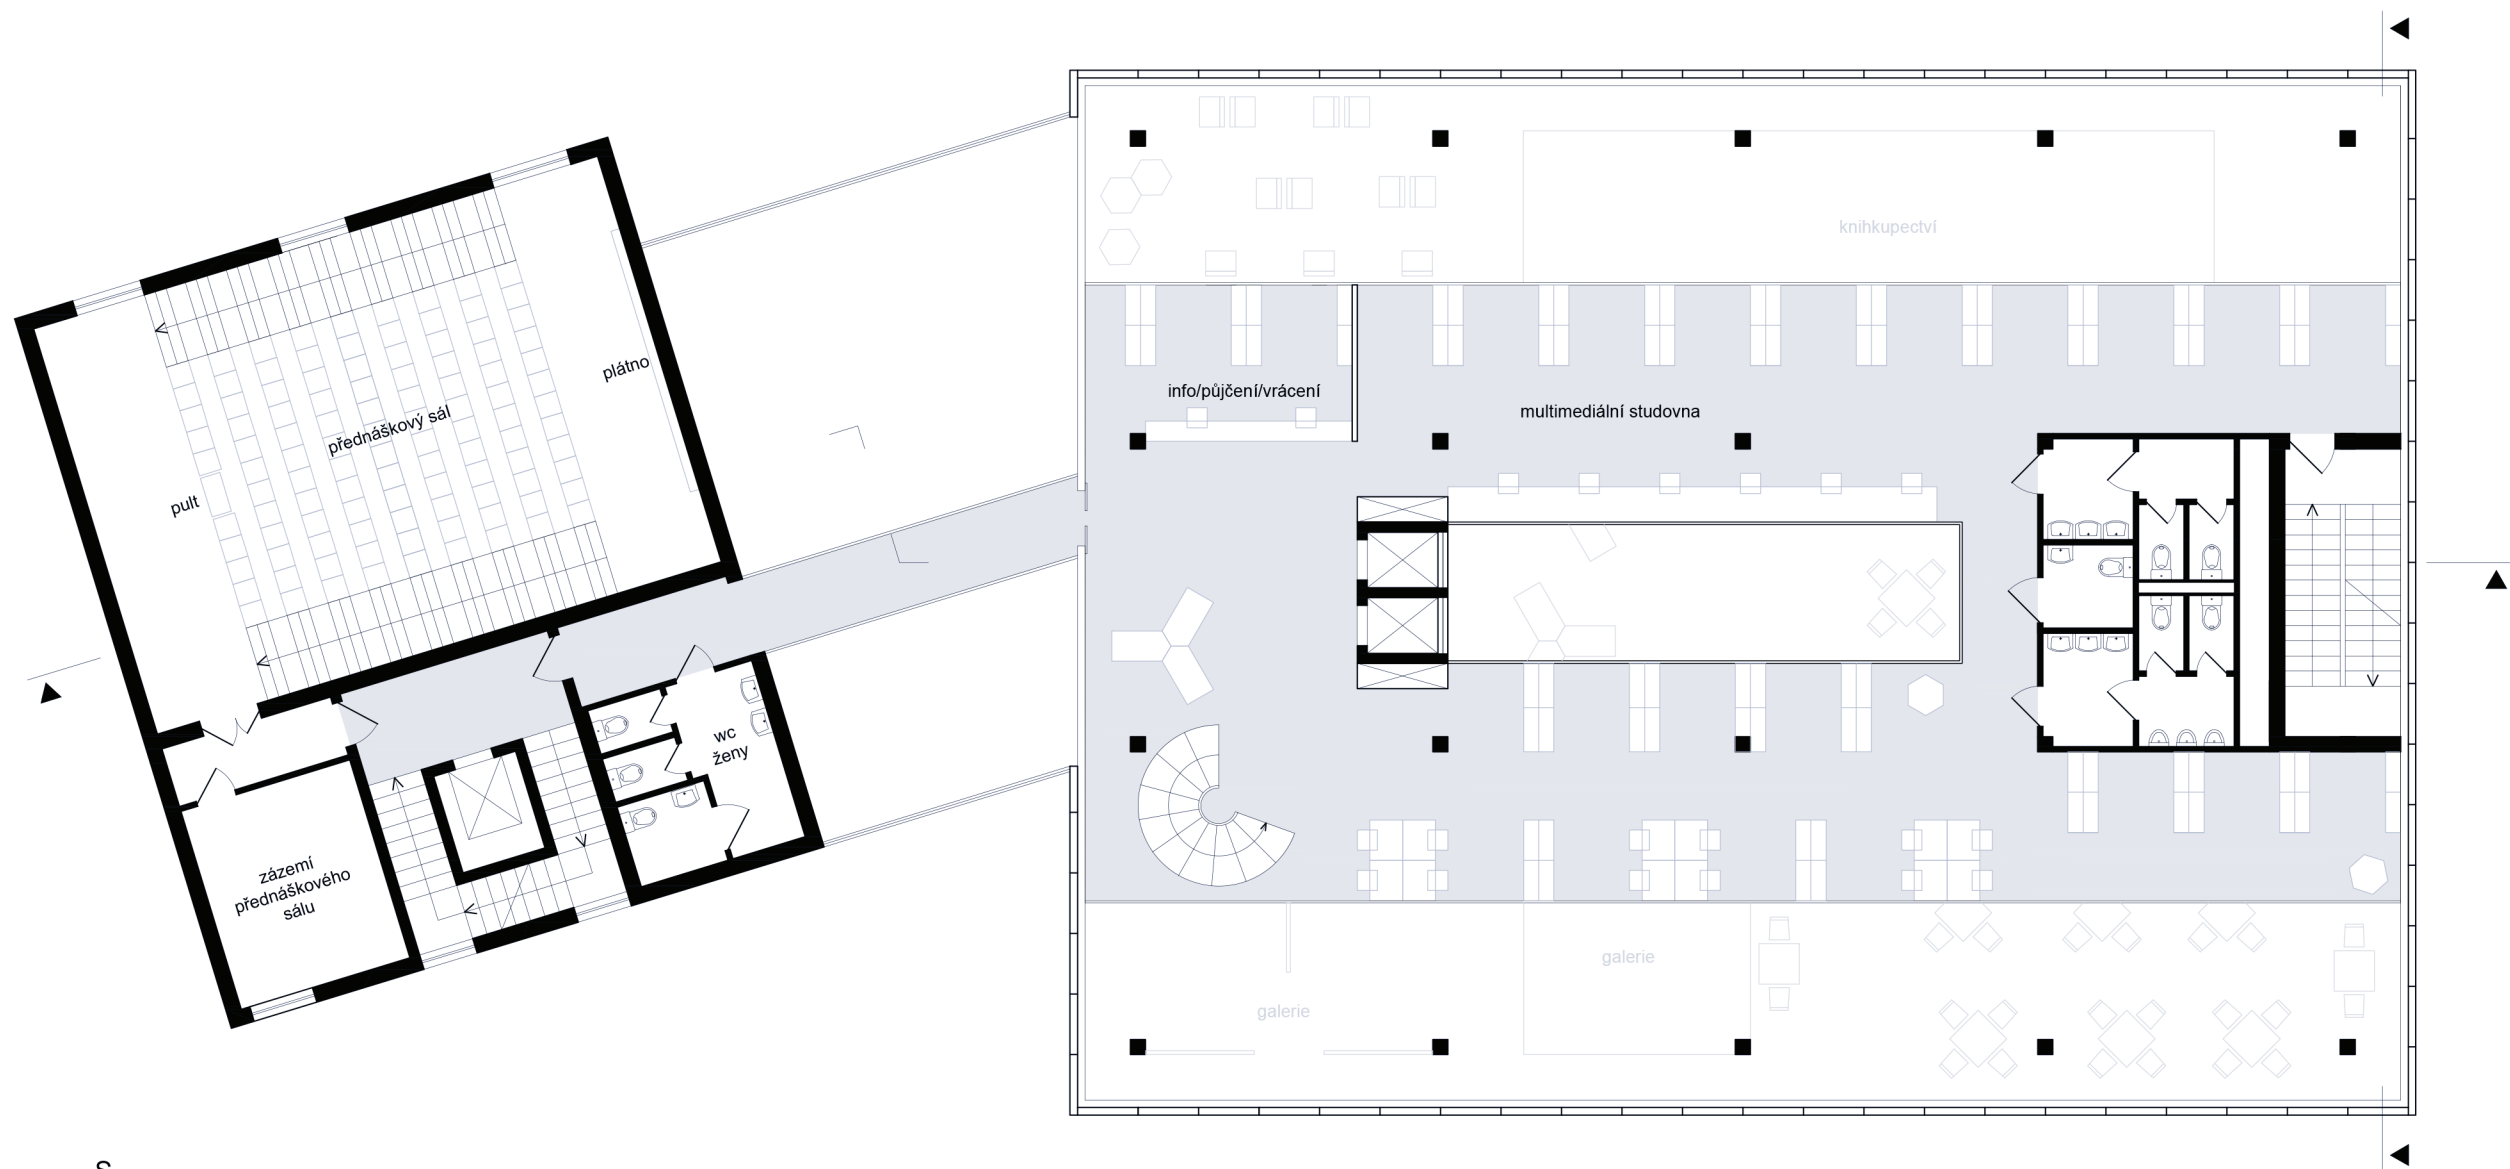 knihkupectví
plátno
info/půjčení/vrácení
multimediální studovna
přednáškový sál
pult
wc
ženy
zázemí
přednáškového
sálu
galerie
galerie
s